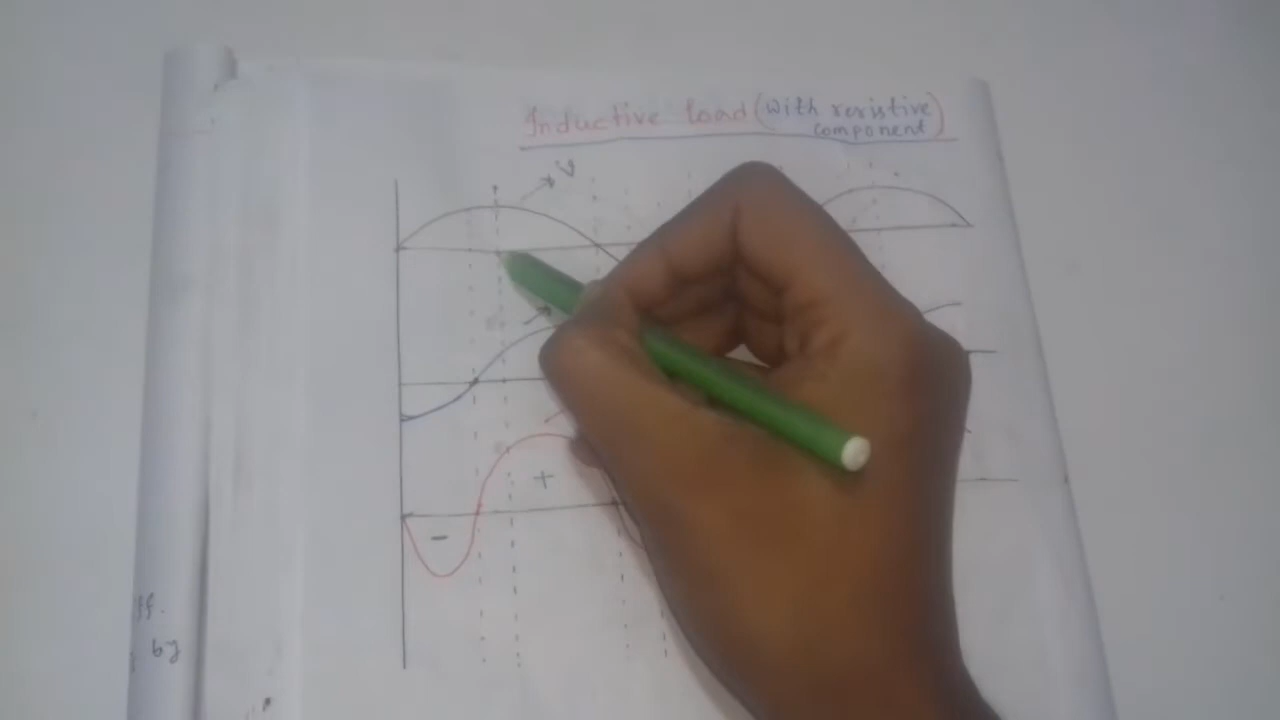 Inductive load (with resistive
component)
v
+
-
ff.
by